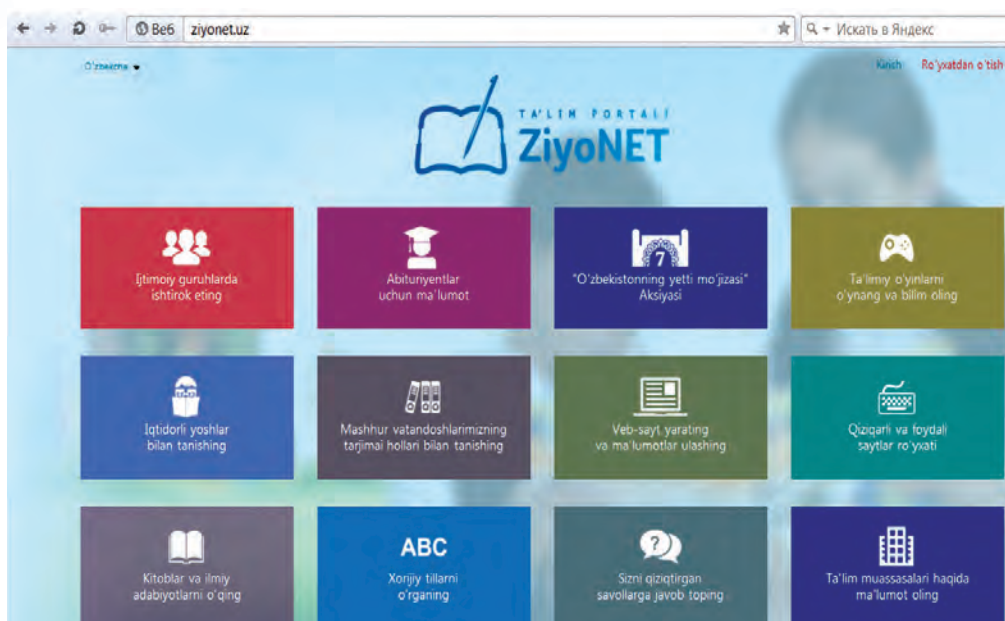 Веб ziyonet.uz
Искать в Яндекс
O'zbekcha
Kirish Ro'yxatdan o'tish
TA'LIM PORTALI
ZiyoNET
Ijtimoiy guruhlarda
ishtirok eting
Abituriyentlar
uchun ma'lumot
7
"O'zbekistonning yetti mo'jizasi"
Aksiyasi
Ta'limiy o'yinlarni
o'ynang va bilim oling
Iqtidorli yoshlar
bilan tanishing
Mashhur vatandoshlarimizning
tarjimai hollari bilan tanishing
Veb-sayt yarating
va ma'lumotlar ulashing
Qiziqarli va foydali
saytlar ro'yxati
Kitoblar va ilmiy
adabiyotlarni o'qing
ABC
Xorijiy tillarni
o'rganing
?
Sizni qiziqtirgan
savollarga javob toping
Ta'lim muassasalari haqida
ma'lumot oling